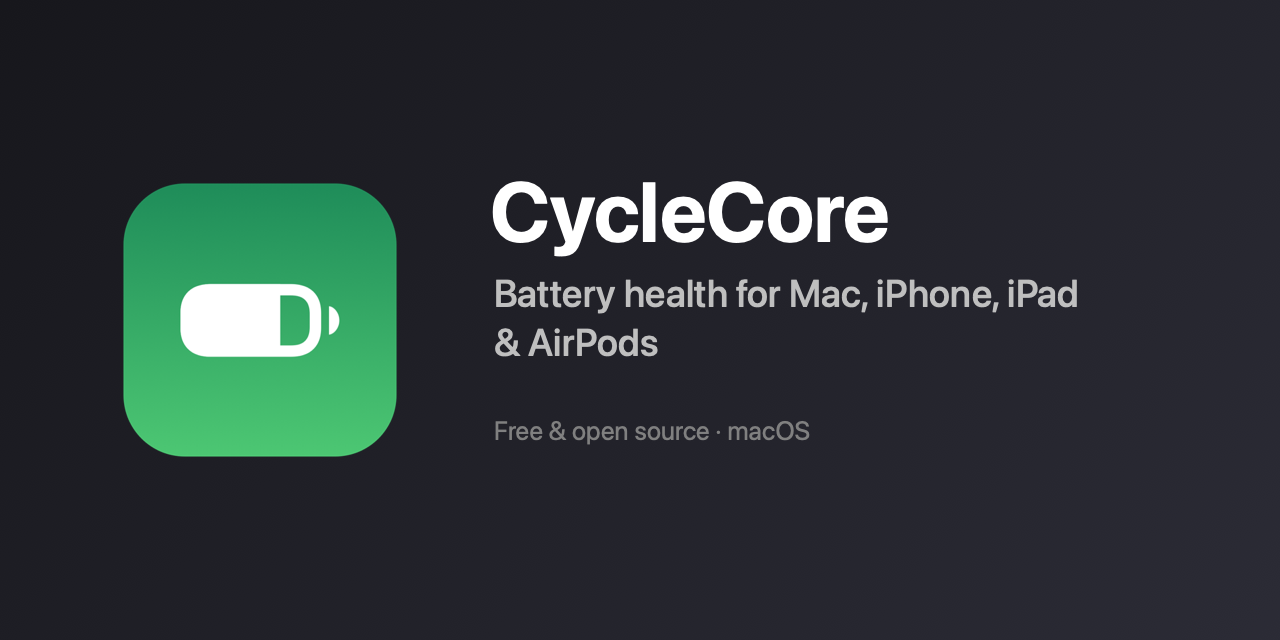 CycleCore
Battery health for Mac, iPhone, iPad
& AirPods
Free & open source · macOS